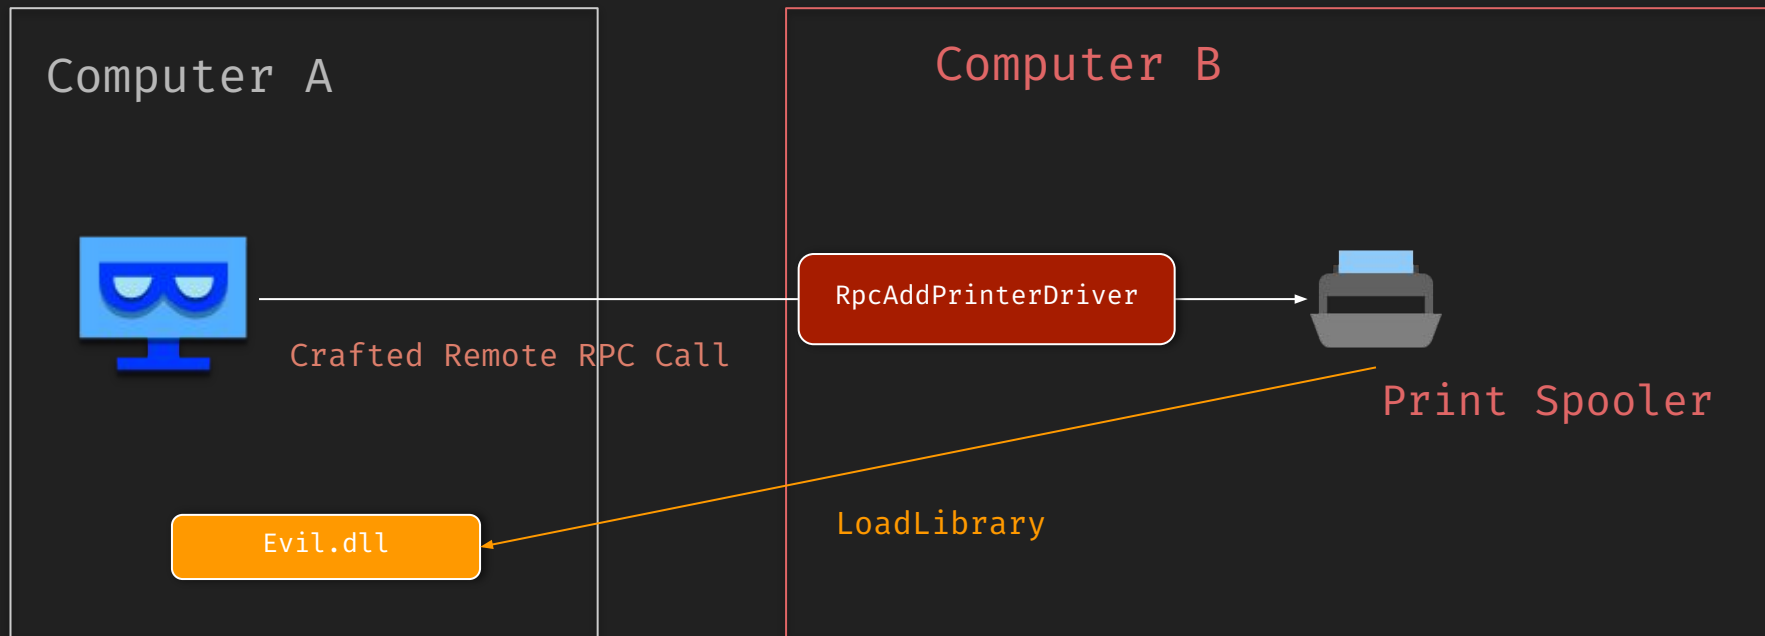 Computer A
Computer B
RpcAddPrinterDriver
Crafted Remote RPC Call
Print Spooler
LoadLibrary
Evil.dll